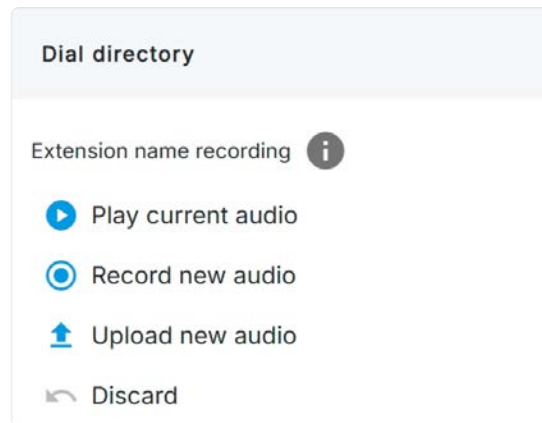 Dial directory
Extension name recording
Play current audio
Record new audio
Upload new audio
Discard